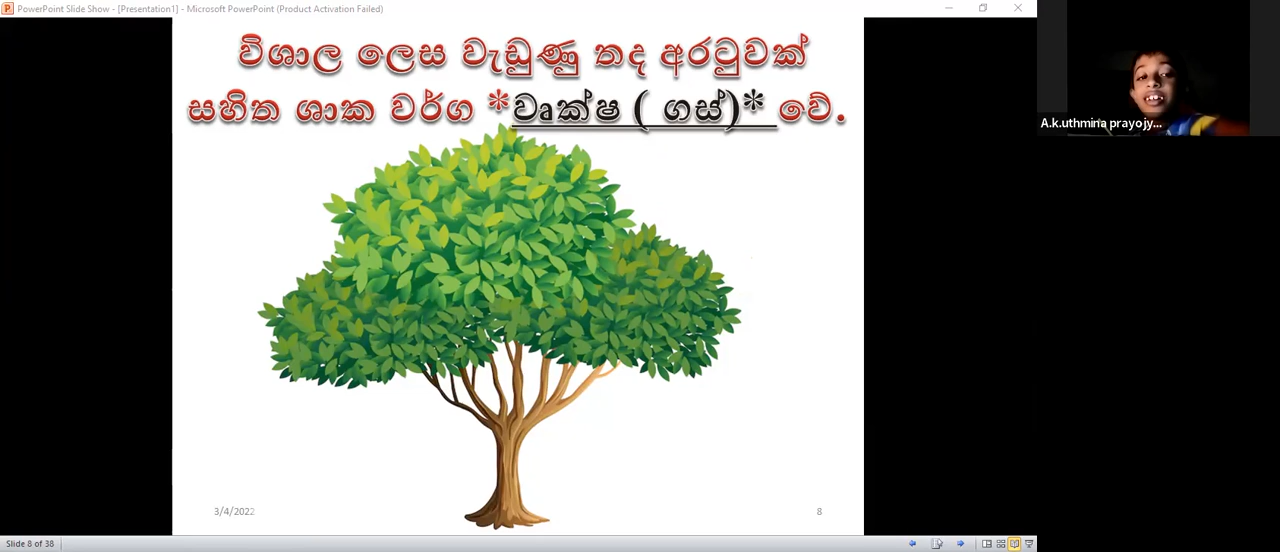 PowerPoint Slide Show - [Presentation1] - Microsoft PowerPoint (Product Activation Failed)
විශාල ලෙස වැඩුණු තද අරටුවක්
සහිත ශාක වර්ග *වෘක්ෂ ( ගස්)* වේ.
A.k.uthmina prayojy...
3/4/2022
8
Slide 8 of 38